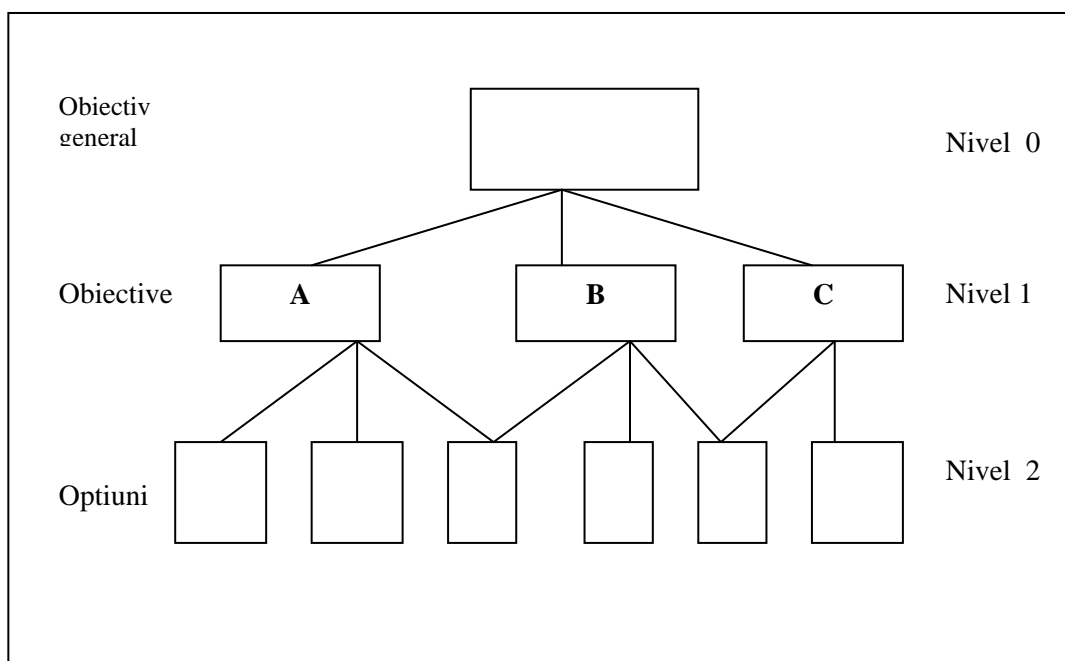 Obiectiv
general
Nivel 0
Obiective
A
B
C
Nivel 1
Optiuni
Nivel 2